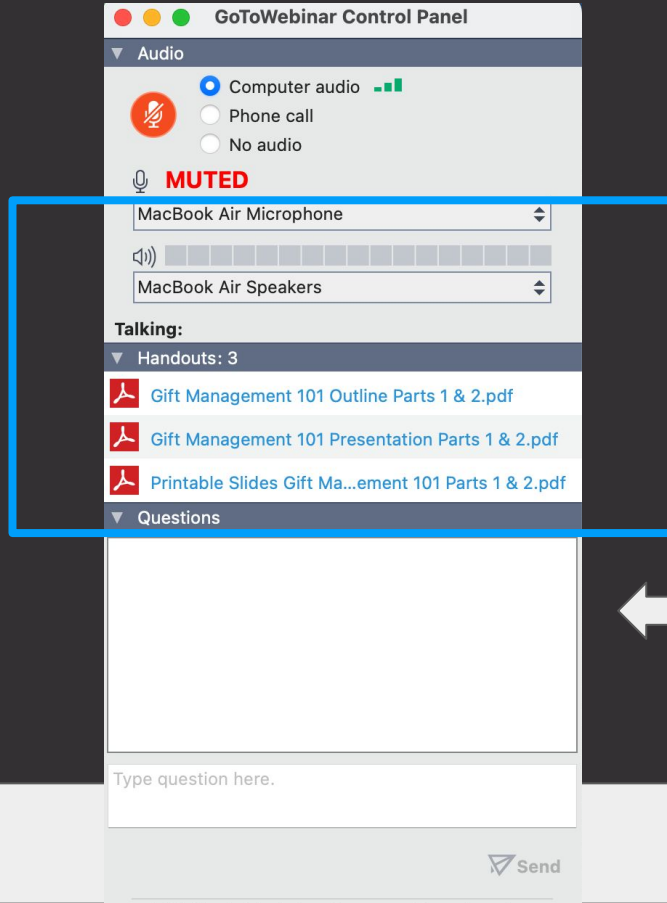 GoToWebinar Control Panel
Audio
Computer audio
Phone call
No audio
MUTED
MacBook Air Microphone
MacBook Air Speakers
Talking:
Handouts: 3
Gift Management 101 Outline Parts 1 & 2.pdf
Gift Management 101 Presentation Parts 1 & 2.pdf
Printable Slides Gift Ma...ement 101 Parts 1 & 2.pdf
Questions
Type question here.
Send